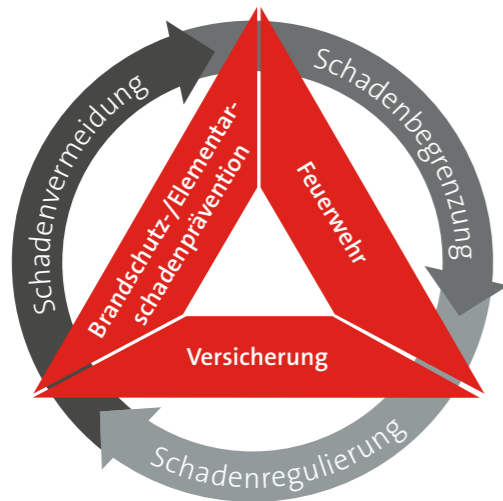 Schadenvermeidung
Schadenbegrenzung
Brandschutz-/Elementar-
schadenprävention
Feuerwehr
Versicherung
Schadenregulierung